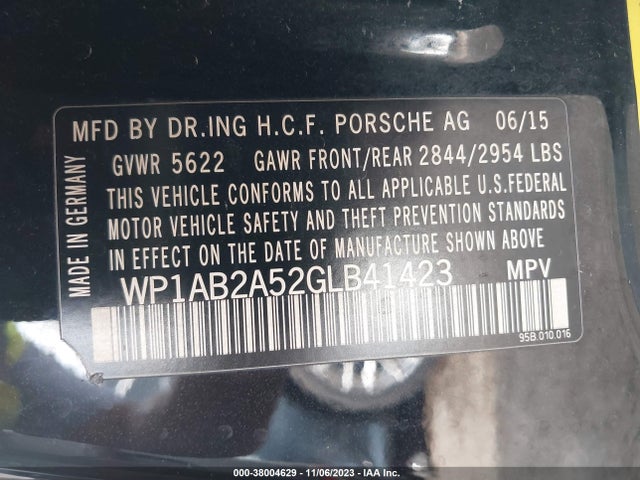 MFD BY DR.ING H.C.F. PORSCHE AG 06/15
GVWR 5622 GAWR FRONT/REAR 2844/2954 LBS
THIS VEHICLE CONFORMS TO ALL APPLICABLE U.S.FEDERAL
MOTOR VEHICLE SAFETY AND THEFT PREVENTION STANDARDS
IN EFFECT ON THE DATE OF MANUFACTURE SHOWN ABOVE
WP1AB2A52GLB41423 MPV
95B.010.016
MADE IN GERMANY
000-38004629 - 11/06/2023 - IAA Inc.